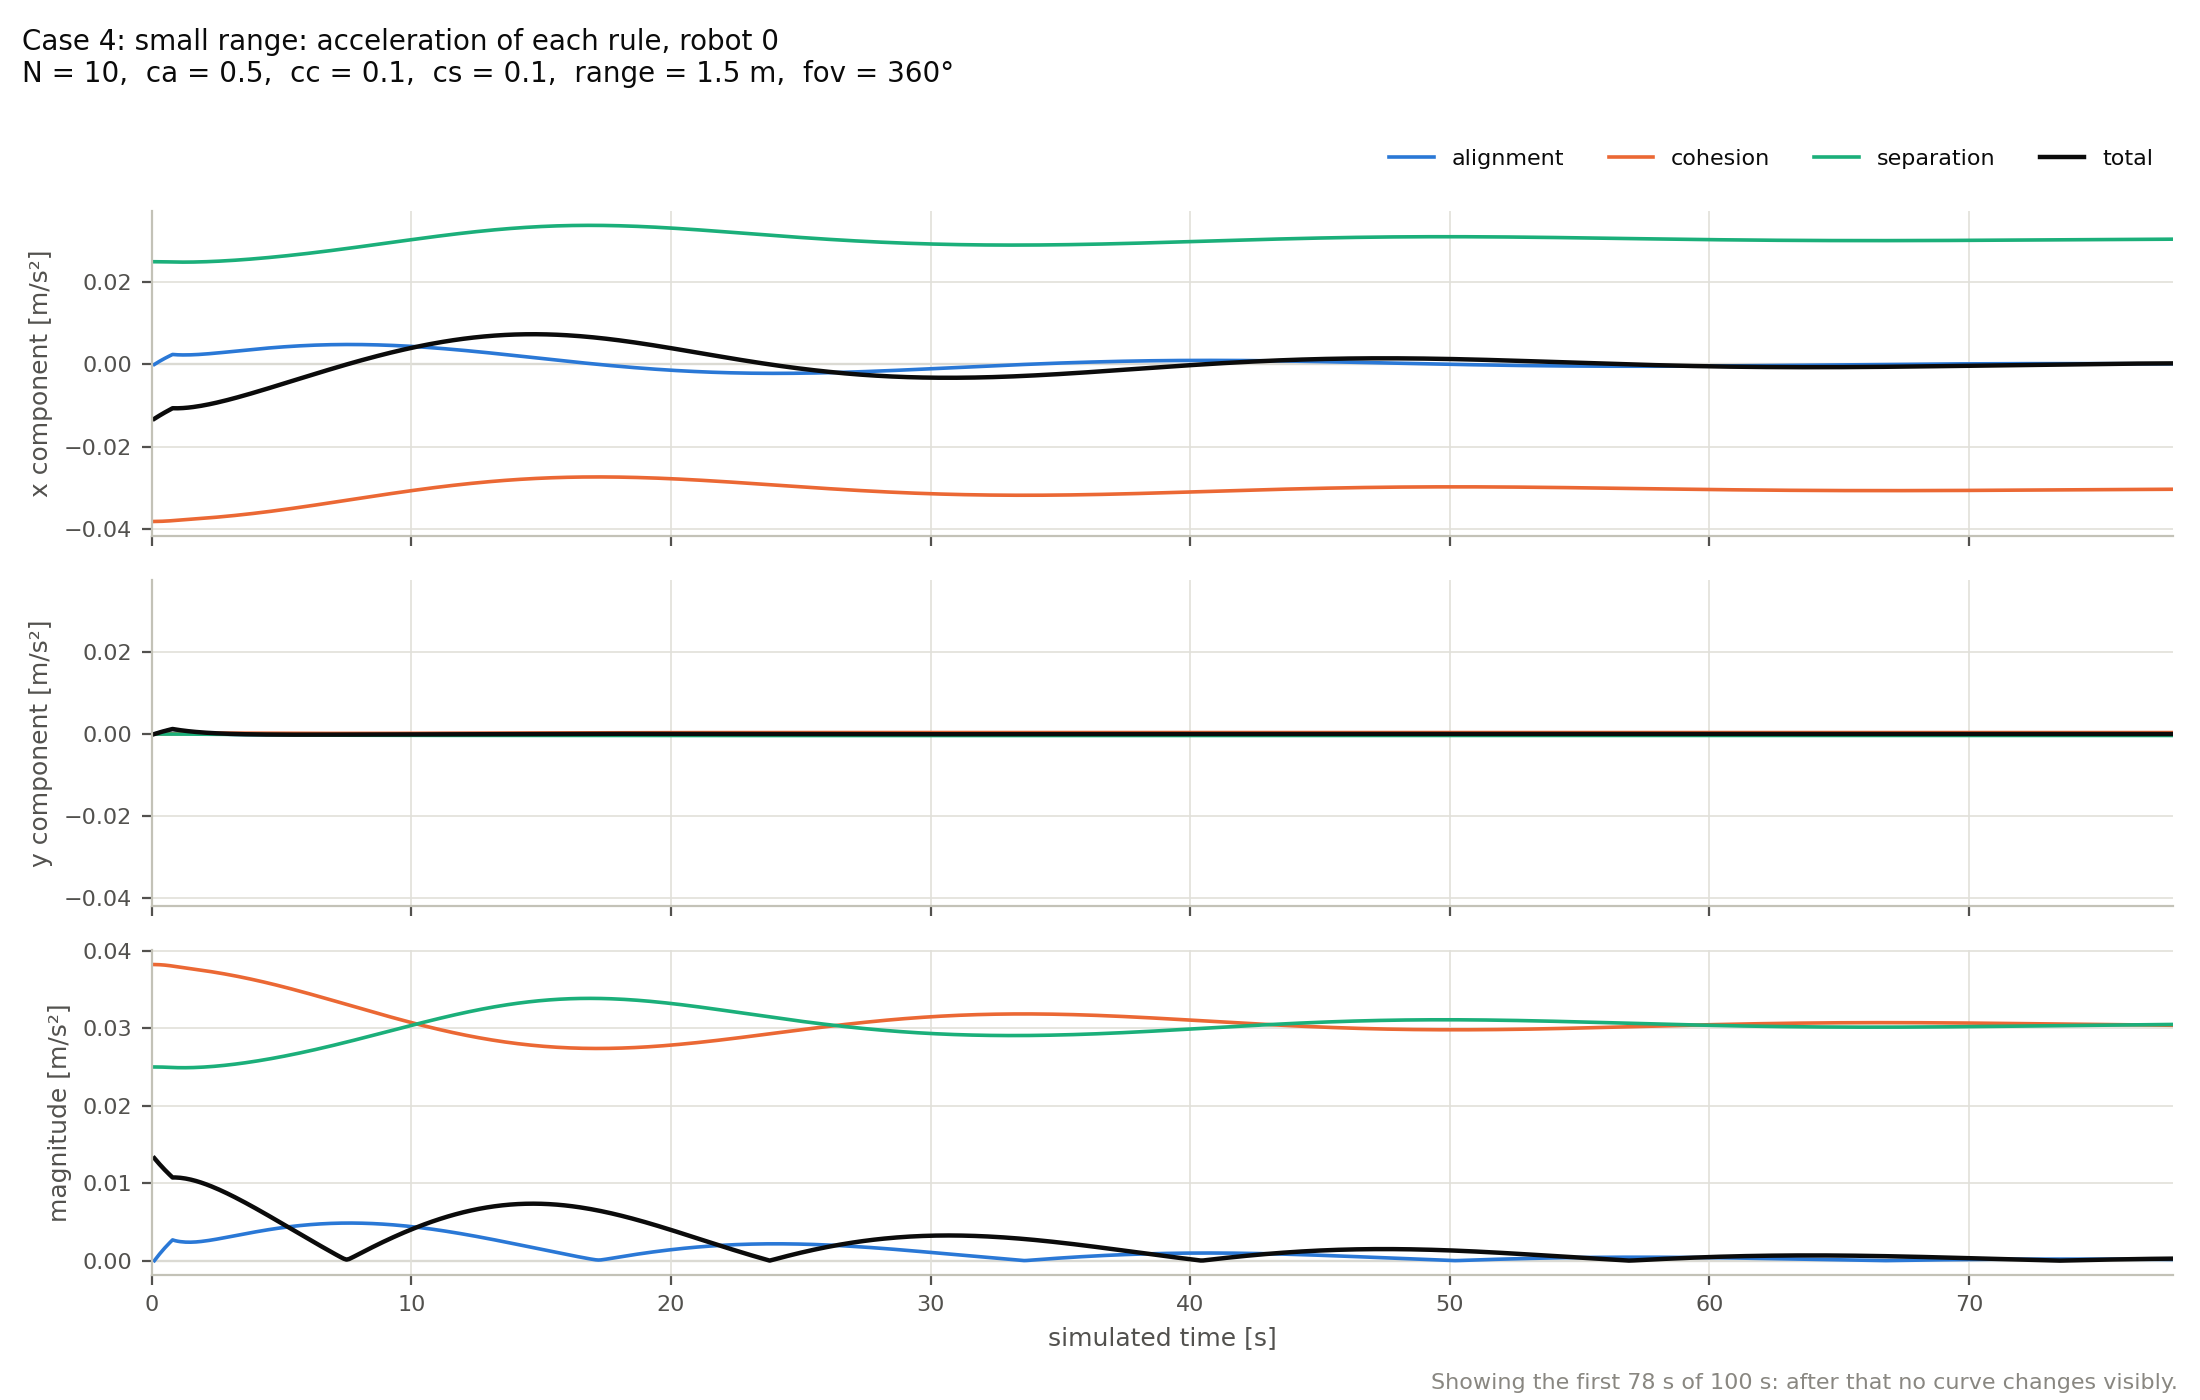 Case 4: small range: acceleration of each rule, robot 0
N = 10,  ca = 0.5,  cc = 0.1,  cs = 0.1,  range = 1.5 m,  fov = 360°
alignment
cohesion
separation
total
x component [m/s²]
0.02
0.00
−0.02
−0.04
y component [m/s²]
0.02
0.00
−0.02
−0.04
magnitude [m/s²]
0.04
0.03
0.02
0.01
0.00
0
10
20
30
40
50
60
70
simulated time [s]
Showing the first 78 s of 100 s: after that no curve changes visibly.